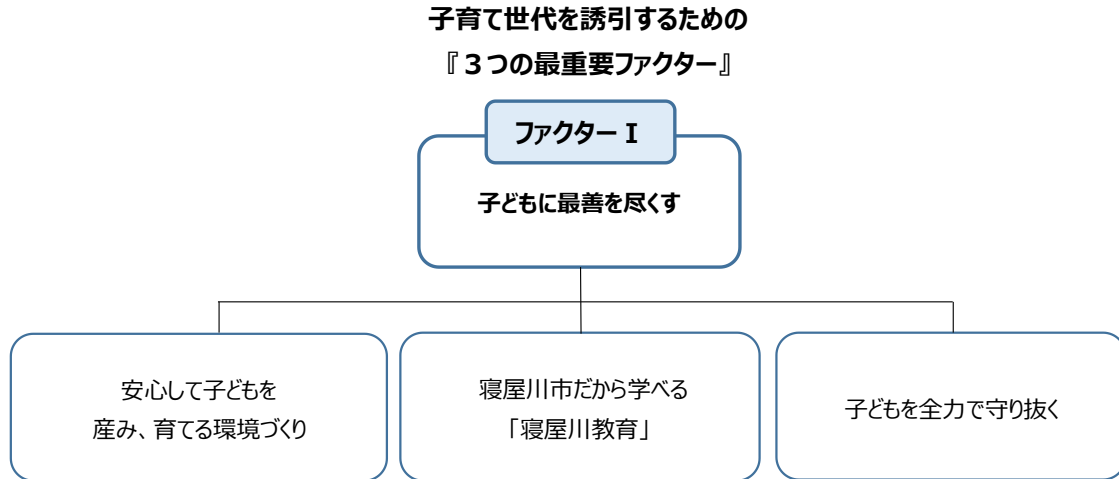 子育て世代を誘引するための
『３つの最重要ファクター』
ファクターⅠ
子どもに最善を尽くす
安心して子どもを
産み、育てる環境づくり
寝屋川市だから学べる
「寝屋川教育」
子どもを全力で守り抜く